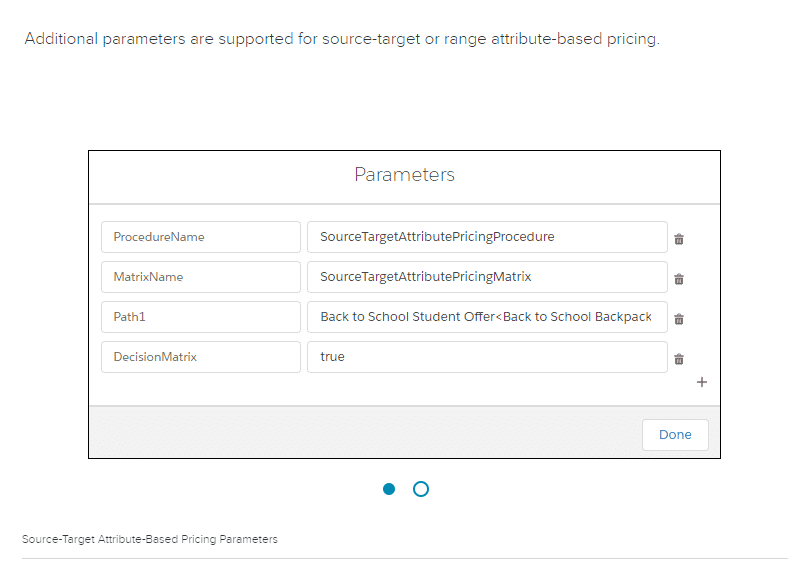 Additional parameters are supported for source-target or range attribute-based pricing.
Parameters
ProcedureName SourceTargetAttributePricingProcedure
MatrixName SourceTargetAttributePricingMatrix
Path1 Back to School Student Offer<Back to School Backpack
DecisionMatrix true
+
Done
Source-Target Attribute-Based Pricing Parameters